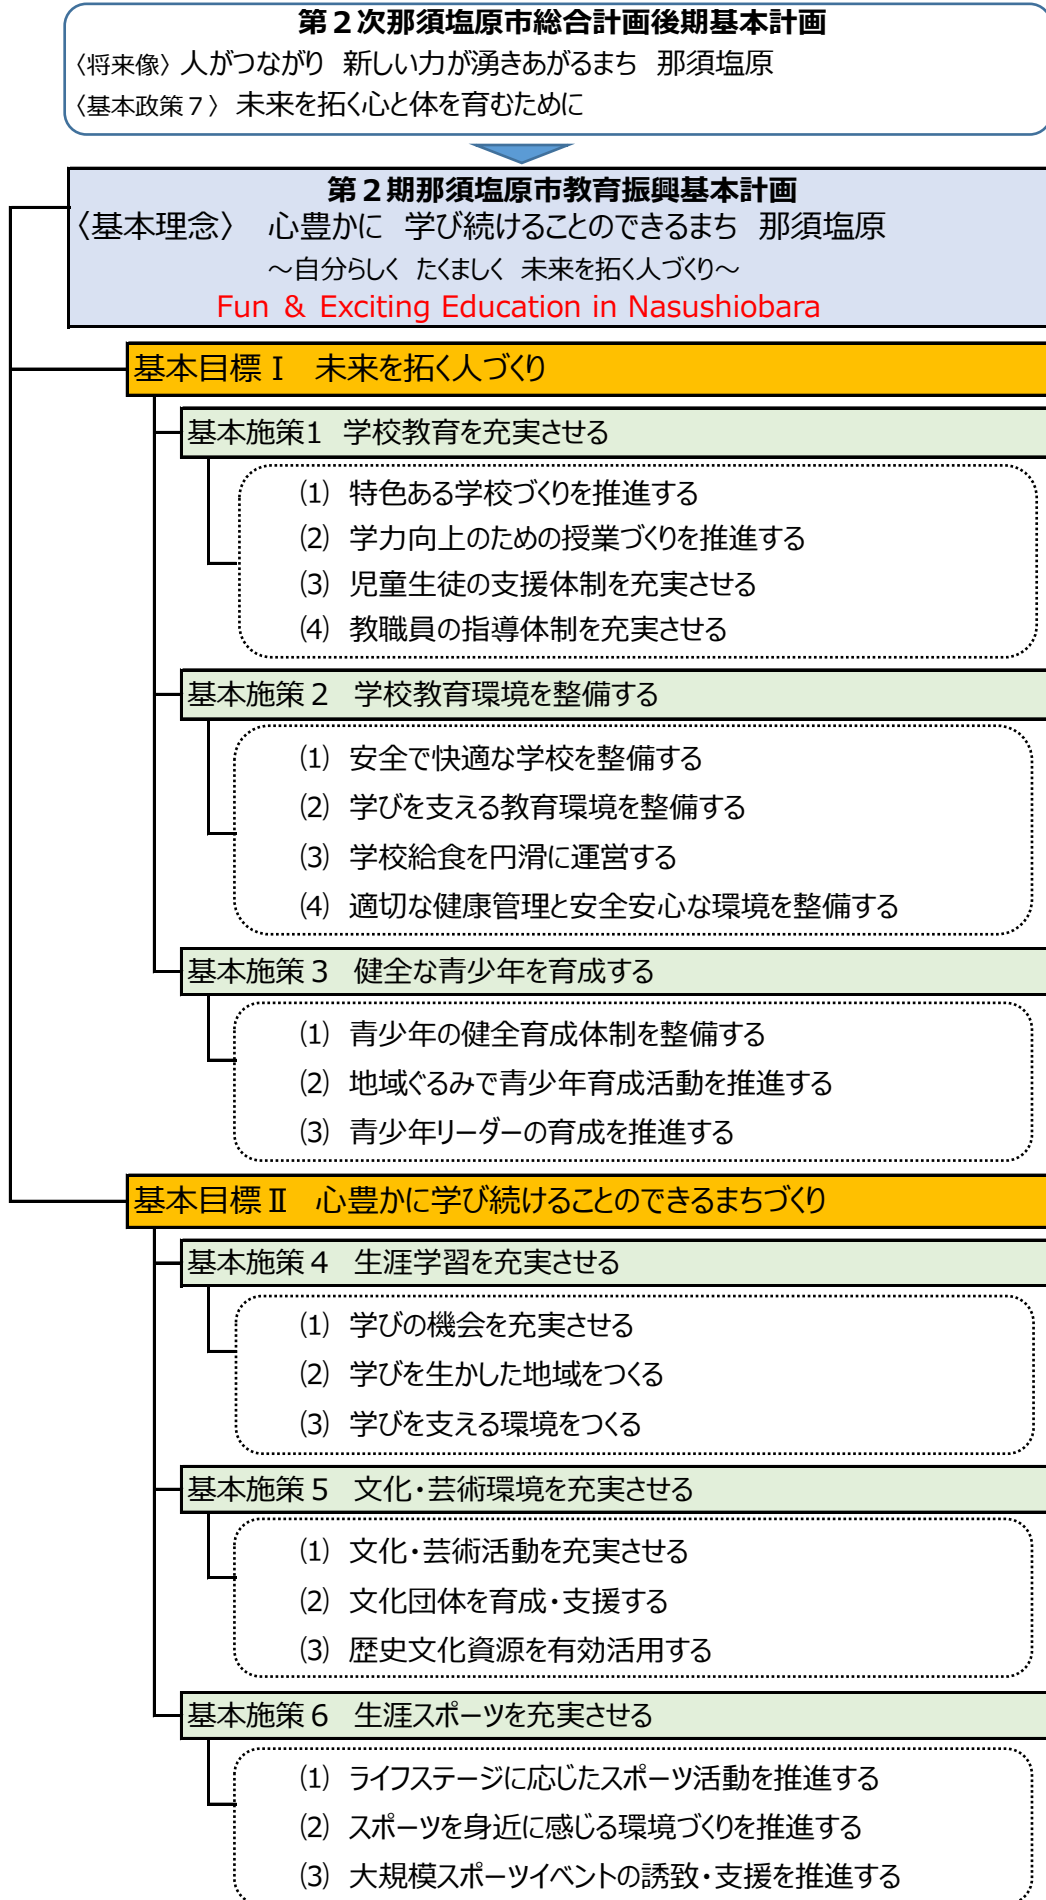 第２次那須塩原市総合計画後期基本計画
〈将来像〉 人がつながり　新しい力が湧きあがるまち　那須塩原
〈基本政策７〉 未来を拓く心と体を育むために
第２期那須塩原市教育振興基本計画
〈基本理念〉　心豊かに　学び続けることのできるまち　那須塩原
～自分らしく　たくましく　未来を拓く人づくり～
Fun ＆ Exciting Education in Nasushiobara
基本目標Ⅰ　未来を拓く人づくり
基本施策1　学校教育を充実させる
⑴　特色ある学校づくりを推進する
⑵　学力向上のための授業づくりを推進する
⑶　児童生徒の支援体制を充実させる
⑷　教職員の指導体制を充実させる
基本施策２　学校教育環境を整備する
⑴　安全で快適な学校を整備する
⑵　学びを支える教育環境を整備する
⑶　学校給食を円滑に運営する
⑷　適切な健康管理と安全安心な環境を整備する
基本施策３　健全な青少年を育成する
⑴　青少年の健全育成体制を整備する
⑵　地域ぐるみで青少年育成活動を推進する
⑶　青少年リーダーの育成を推進する
基本目標Ⅱ　心豊かに学び続けることのできるまちづくり
基本施策４　生涯学習を充実させる
⑴　学びの機会を充実させる
⑵　学びを生かした地域をつくる
⑶　学びを支える環境をつくる
基本施策５　文化・芸術環境を充実させる
⑴　文化・芸術活動を充実させる
⑵　文化団体を育成・支援する
⑶　歴史文化資源を有効活用する
基本施策６　生涯スポーツを充実させる
⑴　ライフステージに応じたスポーツ活動を推進する
⑵　スポーツを身近に感じる環境づくりを推進する
⑶　大規模スポーツイベントの誘致・支援を推進する